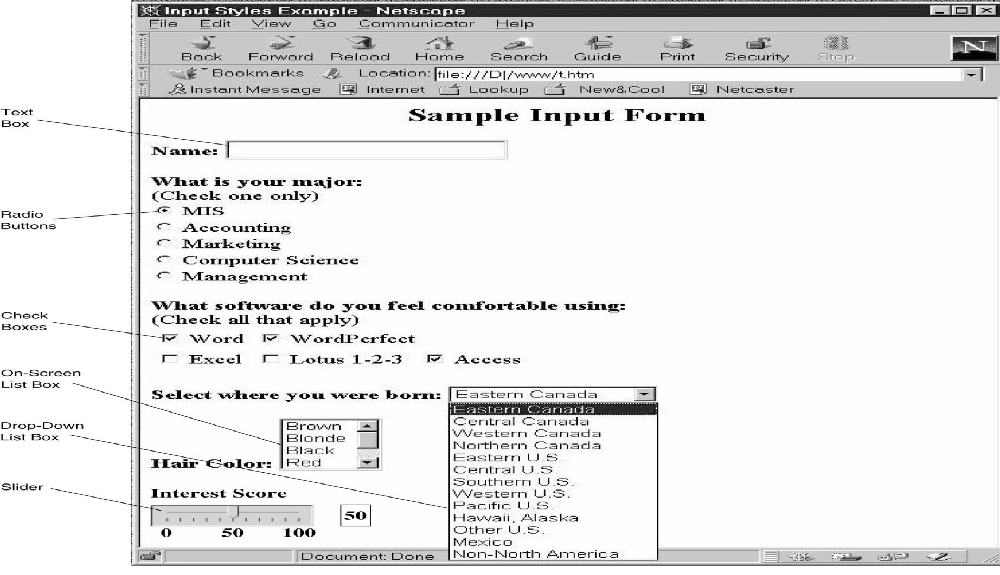 Input Styles Example - Netscape
File Edit View Go Communicator Help
Back Forward Reload Home Search Guide Print Security Stop
N
Bookmarks Location: file:///D|/www/t.htm
Instant Message Internet Lookup New&Cool Netcaster
Sample Input Form
Text
Box
Name:
What is your major:
(Check one only)
Radio
Buttons
MIS
Accounting
Marketing
Computer Science
Management
What software do you feel comfortable using:
(Check all that apply)
Check
Boxes
Word WordPerfect
Excel Lotus 1-2-3 Access
On-Screen
List Box
Select where you were born: Eastern Canada
Eastern Canada
Central Canada
Western Canada
Northern Canada
Eastern U.S.
Central U.S.
Southern U.S.
Western U.S.
Pacific U.S.
Hawaii, Alaska
Other U.S.
Mexico
Non-North America
Drop-Down
List Box
Brown
Blonde
Black
Red
Hair Color:
Slider
Interest Score
50
0 50 100
Document: Done